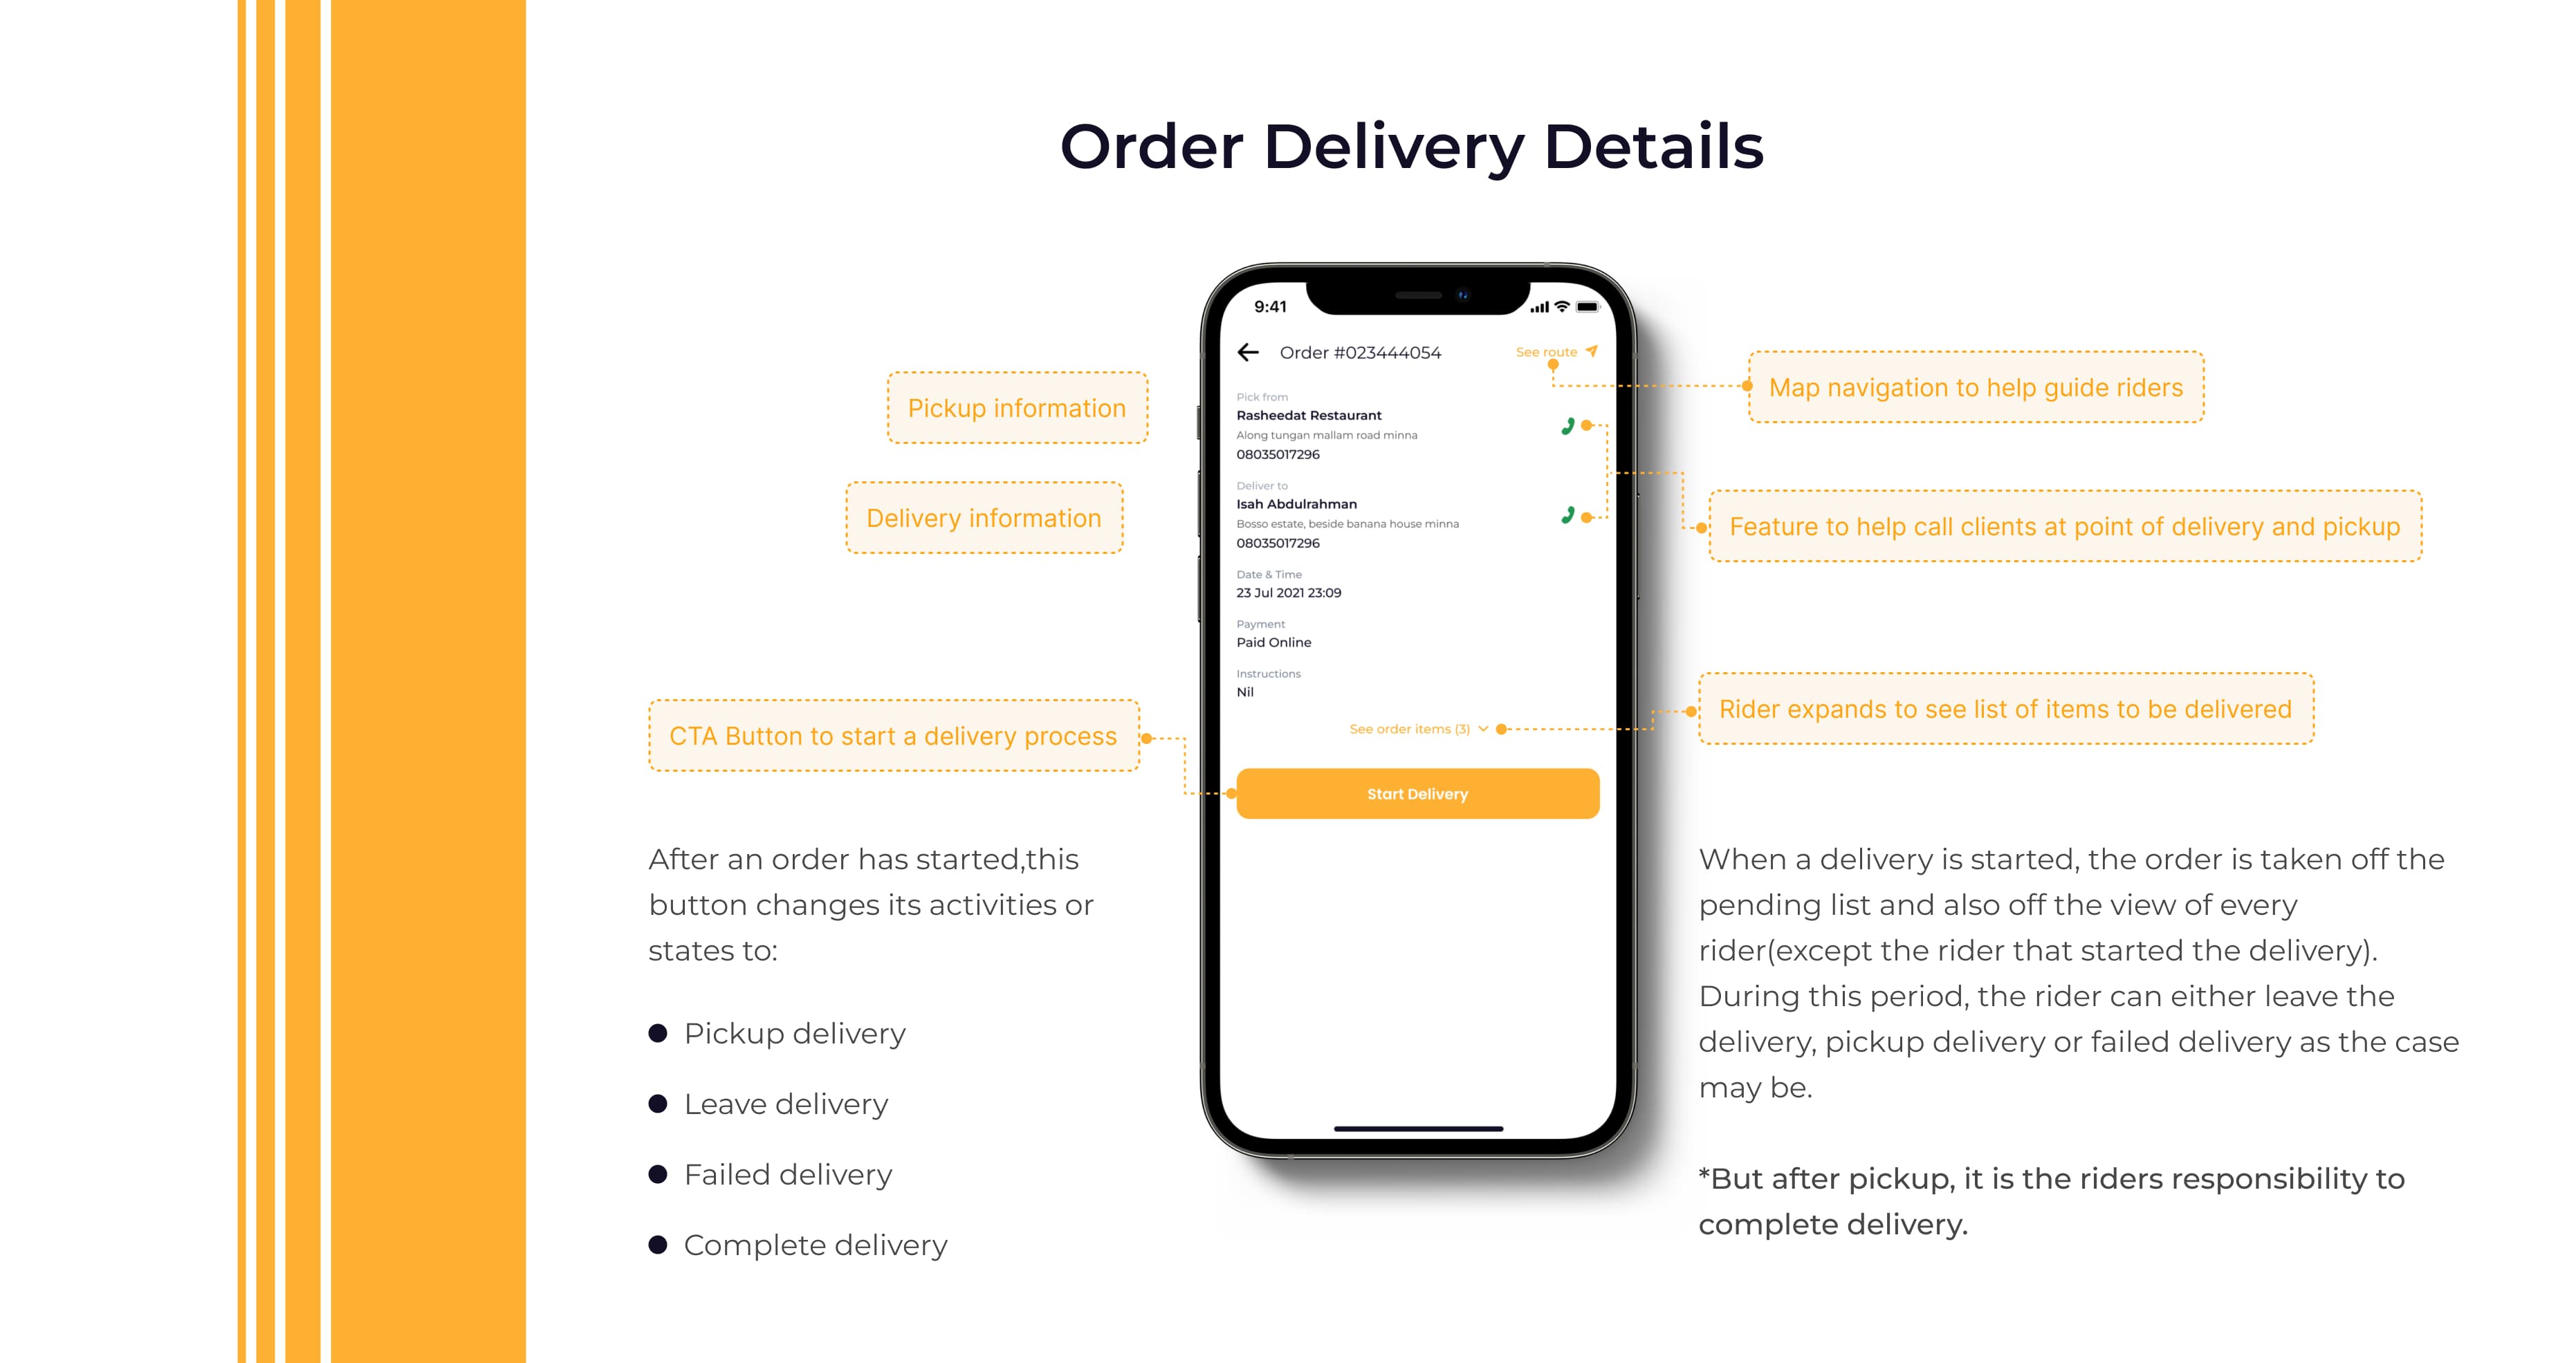 Order Delivery Details
9:41
Order #023444054
See route
Pick from
Rasheedat Restaurant
Along tungan mallam road minna
08035017296
Deliver to
Isah Abdulrahman
Bosso estate, beside banana house minna
08035017296
Date & Time
23 Jul 2021 23:09
Payment
Paid Online
Instructions
Nil
See order items (3)
Start Delivery
Pickup information
Delivery information
CTA Button to start a delivery process
Map navigation to help guide riders
Feature to help call clients at point of delivery and pickup
Rider expands to see list of items to be delivered
After an order has started,this
button changes its activities or
states to:
Pickup delivery
Leave delivery
Failed delivery
Complete delivery
When a delivery is started, the order is taken off the
pending list and also off the view of every
rider(except the rider that started the delivery).
During this period, the rider can either leave the
delivery, pickup delivery or failed delivery as the case
may be.
*But after pickup, it is the riders responsibility to
complete delivery.